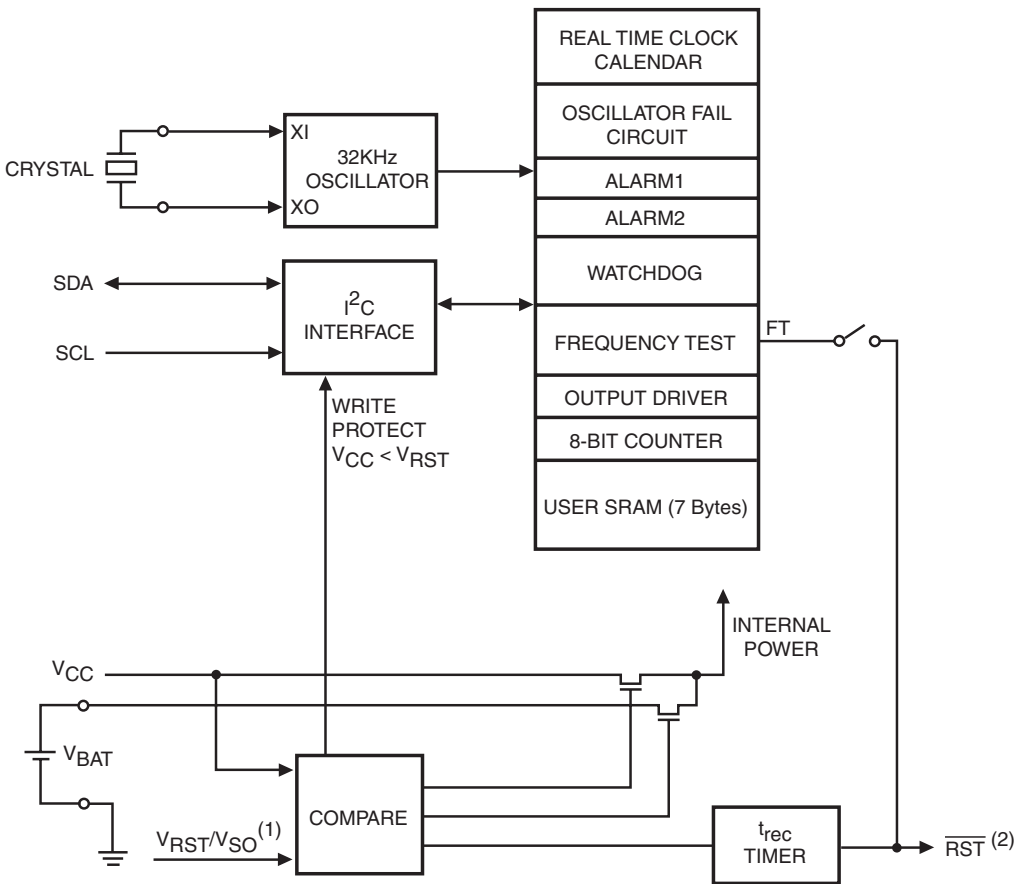 REAL TIME CLOCK
CALENDAR
OSCILLATOR FAIL
CIRCUIT
ALARM1
ALARM2
WATCHDOG
FREQUENCY TEST
OUTPUT DRIVER
8-BIT COUNTER
USER SRAM (7 Bytes)
CRYSTAL
XI
32KHz
OSCILLATOR
XO
SDA
SCL
I2C
INTERFACE
FT
WRITE
PROTECT
VCC < VRST
INTERNAL
POWER
VCC
VBAT
COMPARE
VRST/VSO(1)
trec
TIMER
RST (2)